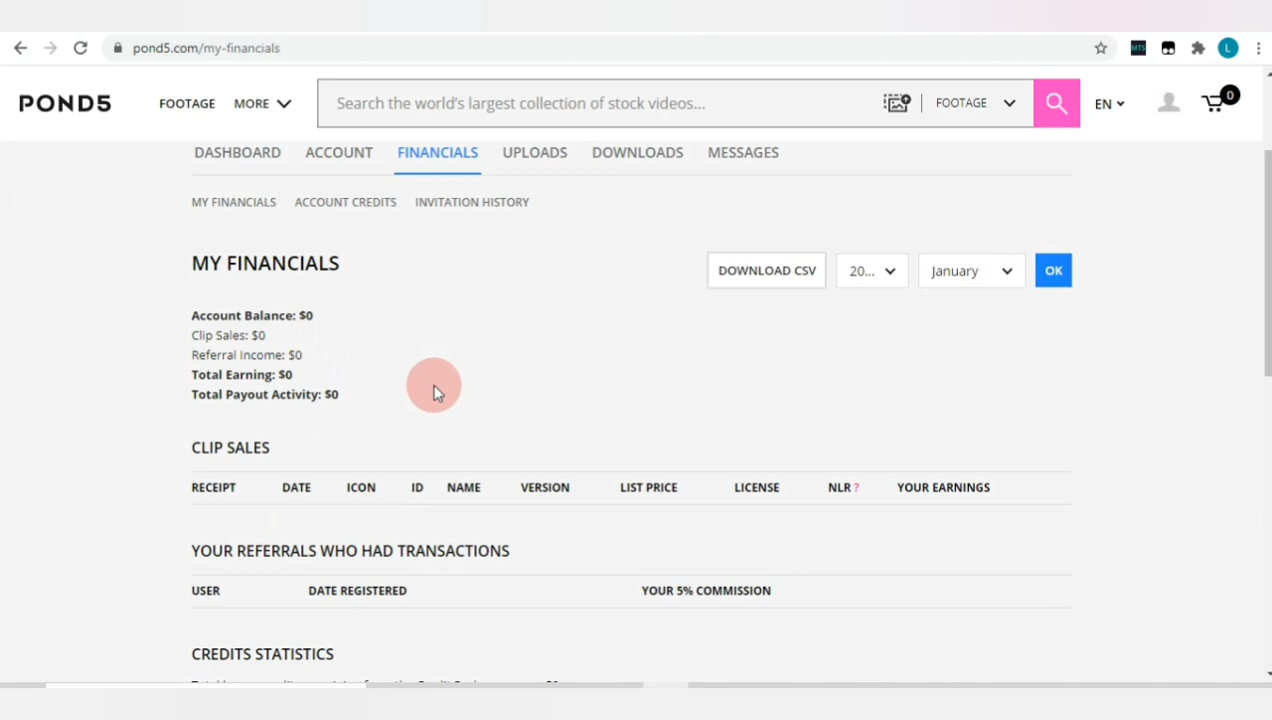 pond5.com/my-financials
MTS
L
POND5
FOOTAGE
MORE
Search the world's largest collection of stock videos...
FOOTAGE
EN
0
DASHBOARD
ACCOUNT
FINANCIALS
UPLOADS
DOWNLOADS
MESSAGES
MY FINANCIALS
ACCOUNT CREDITS
INVITATION HISTORY
MY FINANCIALS
DOWNLOAD CSV
20...
January
OK
Account Balance: $0
Clip Sales: $0
Referral Income: $0
Total Earning: $0
Total Payout Activity: $0
CLIP SALES
RECEIPT DATE ICON ID NAME VERSION LIST PRICE LICENSE NLR ? YOUR EARNINGS
YOUR REFERRALS WHO HAD TRANSACTIONS
USER DATE REGISTERED YOUR 5% COMMISSION
CREDITS STATISTICS